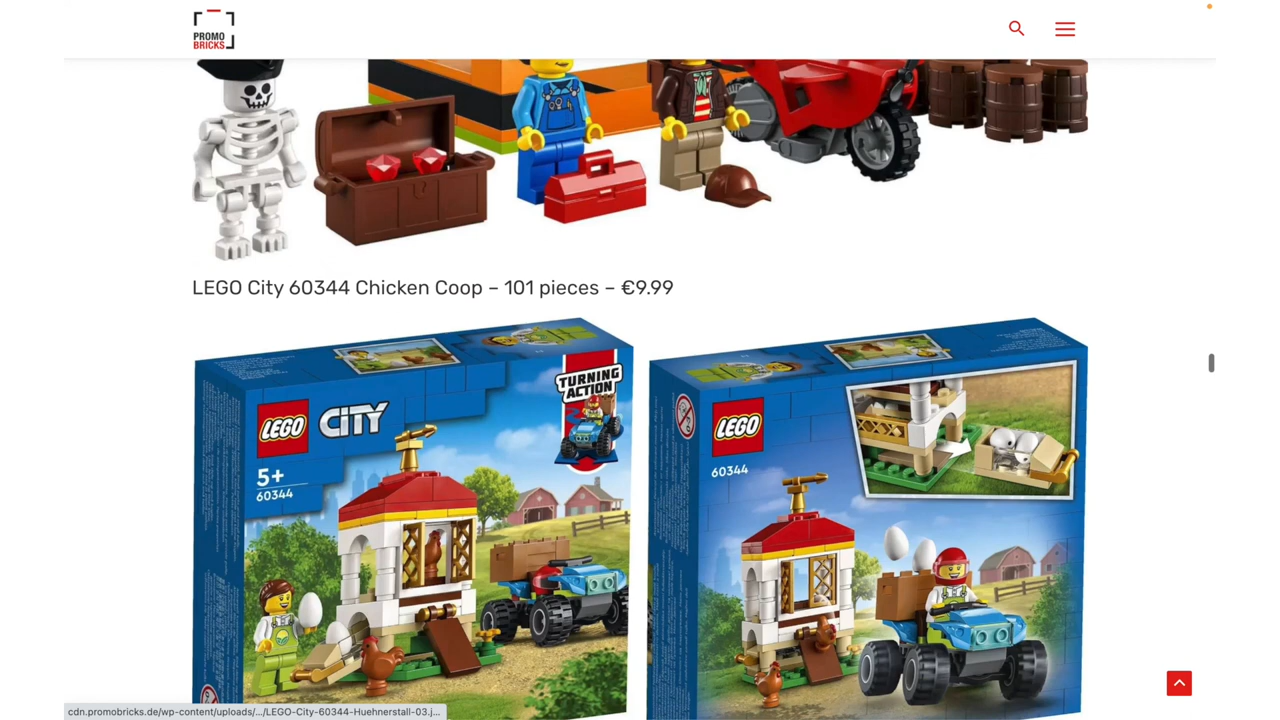 PROMO
BRICKS
LEGO City 60344 Chicken Coop – 101 pieces – €9.99
TURNING
ACTION
LEGO
CITY
5+
60344
LEGO
60344
cdn.promobricks.de/wp-content/uploads/.../LEGO-City-60344-Huehnerstall-03.j...